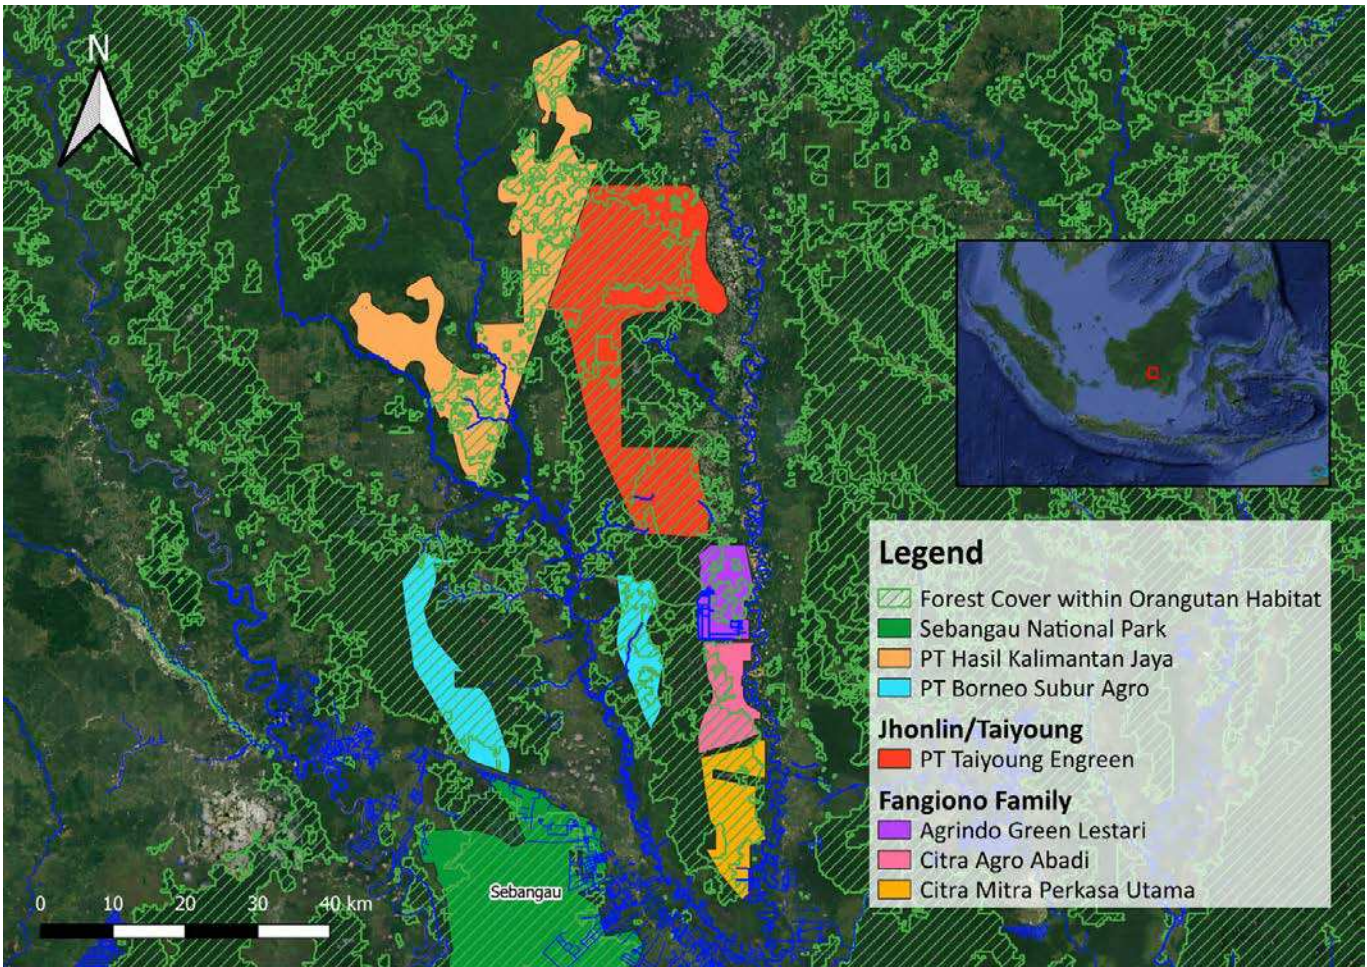 N
Legend
Forest Cover within Orangutan Habitat
Sebangau National Park
PT Hasil Kalimantan Jaya
PT Borneo Subur Agro
Jhonlin/Taiyoung
PT Taiyoung Engreen
Fangiono Family
Agrindo Green Lestari
Citra Agro Abadi
Citra Mitra Perkasa Utama
Sebangau
0 10 20 30 40 km